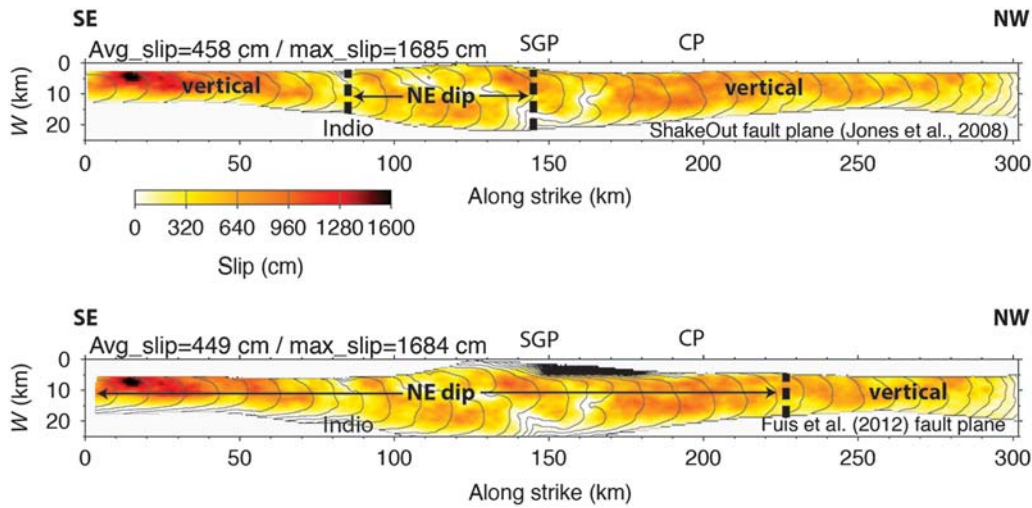 SE NW
Avg_slip=458 cm / max_slip=1685 cm SGP CP
W (km)
0
10
20
vertical NE dip vertical
Indio ShakeOut fault plane (Jones et al., 2008)
0 50 100 150 200 250 300
Along strike (km)
0 320 640 960 1280 1600
Slip (cm)
SE NW
Avg_slip=449 cm / max_slip=1684 cm SGP CP
W (km)
0
10
20
NE dip vertical
Indio Fuis et al. (2012) fault plane
0 50 100 150 200 250 300
Along strike (km)